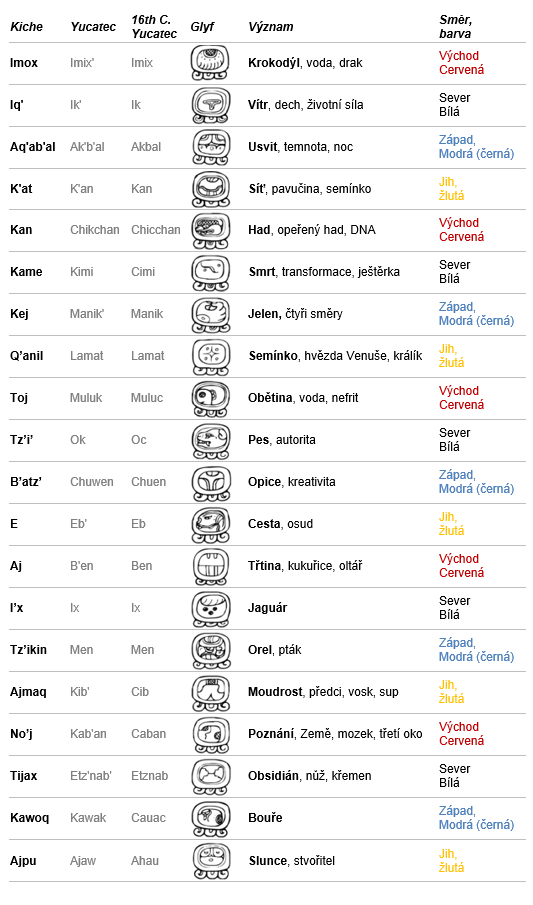 Kiche Yucatec 16th C. Yucatec Glyf Význam Směr, barva
Imox Imix' Imix Krokodýl, voda, drak Východ Červená
Iq' Ik' Ik Vítr, dech, životní síla Sever Bílá
Aq'ab'al Ak'b'al Akbal Usvit, temnota, noc Západ, Modrá (černá)
K'at K'an Kan Síť, pavučina, semínko Jih, žlutá
Kan Chikchan Chicchan Had, opeřený had, DNA Východ Červená
Kame Kimi Cimi Smrt, transformace, ještěrka Sever Bílá
Kej Manik' Manik Jelen, čtyři směry Západ, Modrá (černá)
Q’anil Lamat Lamat Semínko, hvězda Venuše, králík Jih, žlutá
Toj Muluk Muluc Obětina, voda, nefrit Východ Červená
Tz’i’ Ok Oc Pes, autorita Sever Bílá
B’atz’ Chuwen Chuen Opice, kreativita Západ, Modrá (černá)
E Eb' Eb Cesta, osud Jih, žlutá
Aj B'en Ben Třtina, kukuřice, oltář Východ Červená
I’x Ix Ix Jaguár Sever Bílá
Tz’ikin Men Men Orel, pták Západ, Modrá (černá)
Ajmaq Kib' Cib Moudrost, předci, vosk, sup Jih, žlutá
No’j Kab'an Caban Poznání, Země, mozek, třetí oko Východ Červená
Tijax Etz'nab' Etznab Obsidián, nůž, křemen Sever Bílá
Kawoq Kawak Cauac Bouře Západ, Modrá (černá)
Ajpu Ajaw Ahau Slunce, stvořitel Jih, žlutá